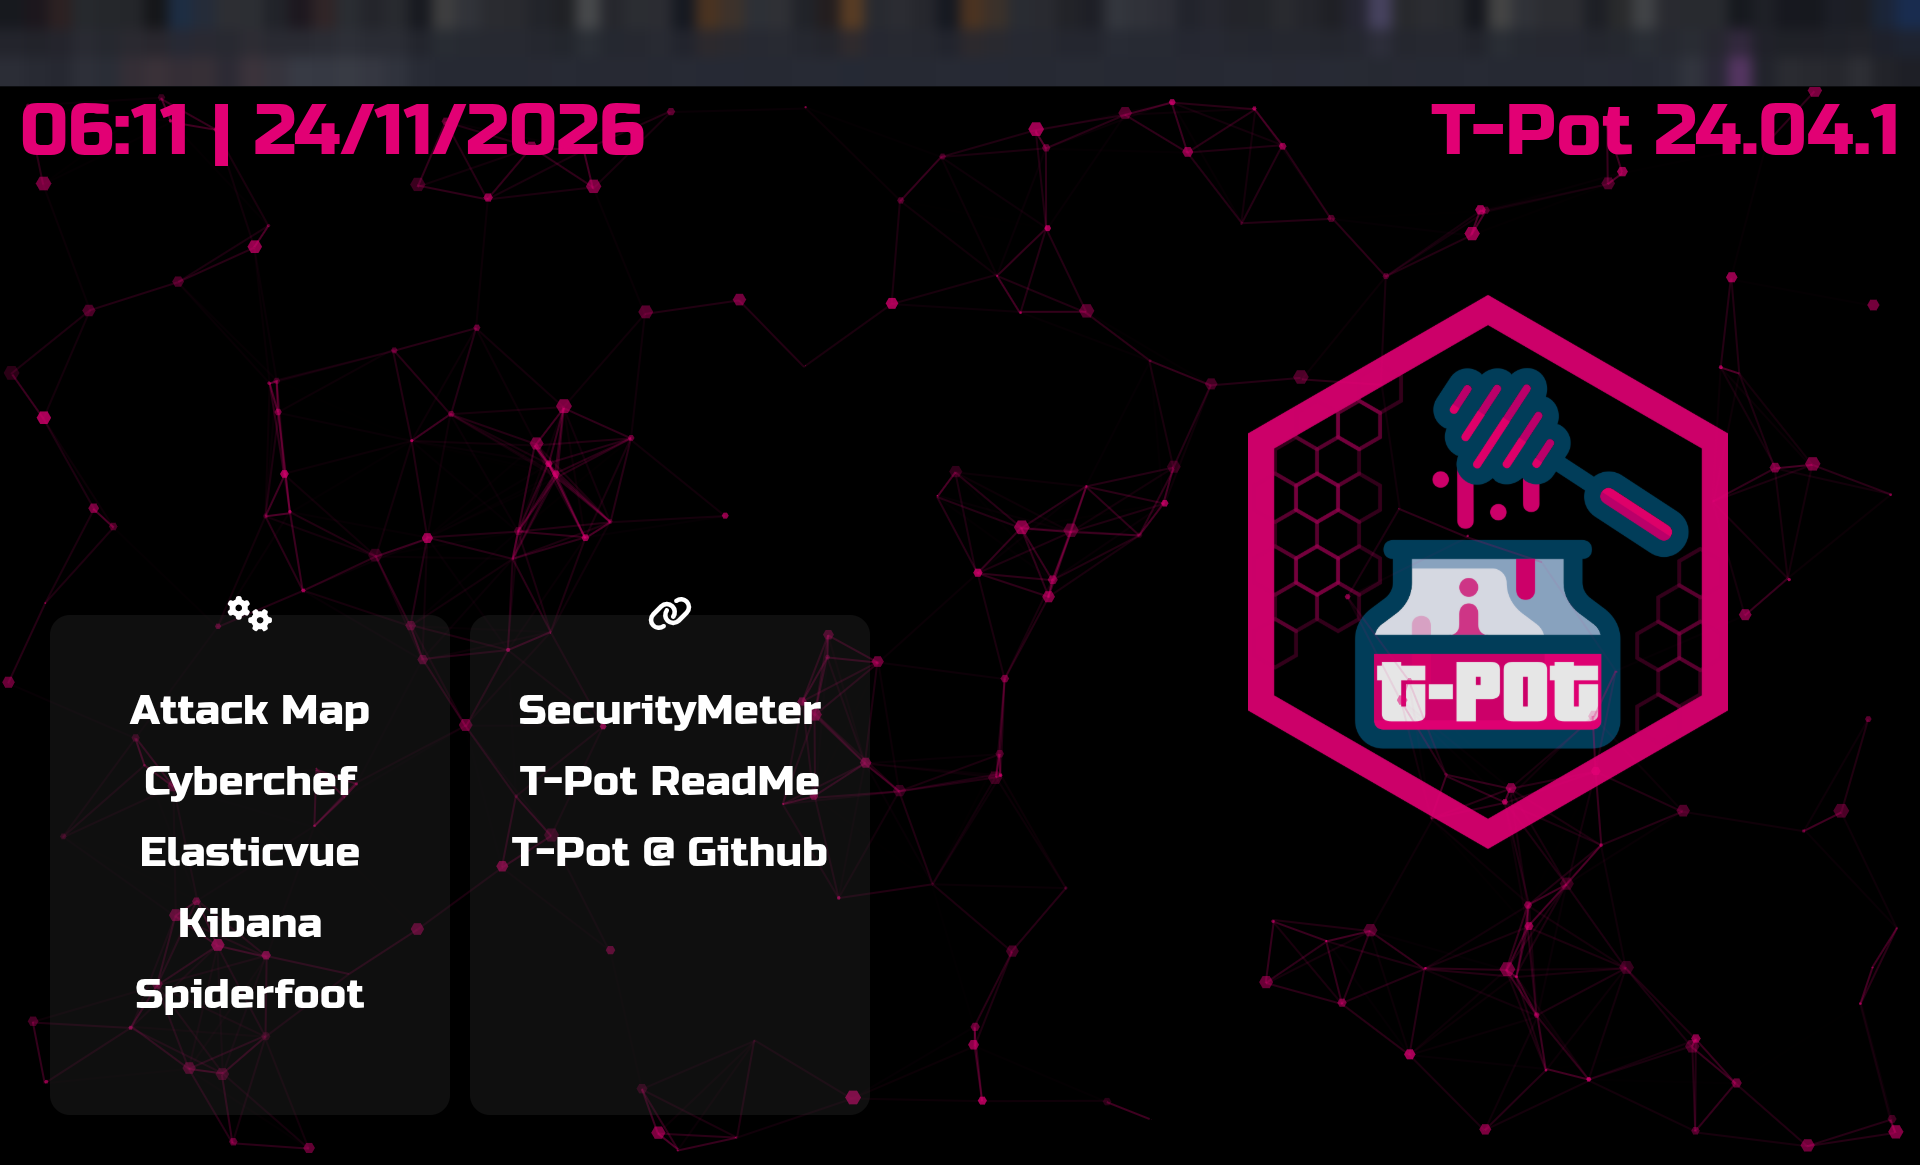 06:11 | 24/11/2026
T-Pot 24.04.1
Attack Map
Cyberchef
Elasticvue
Kibana
Spiderfoot
SecurityMeter
T-Pot ReadMe
T-Pot @ Github
t-POt